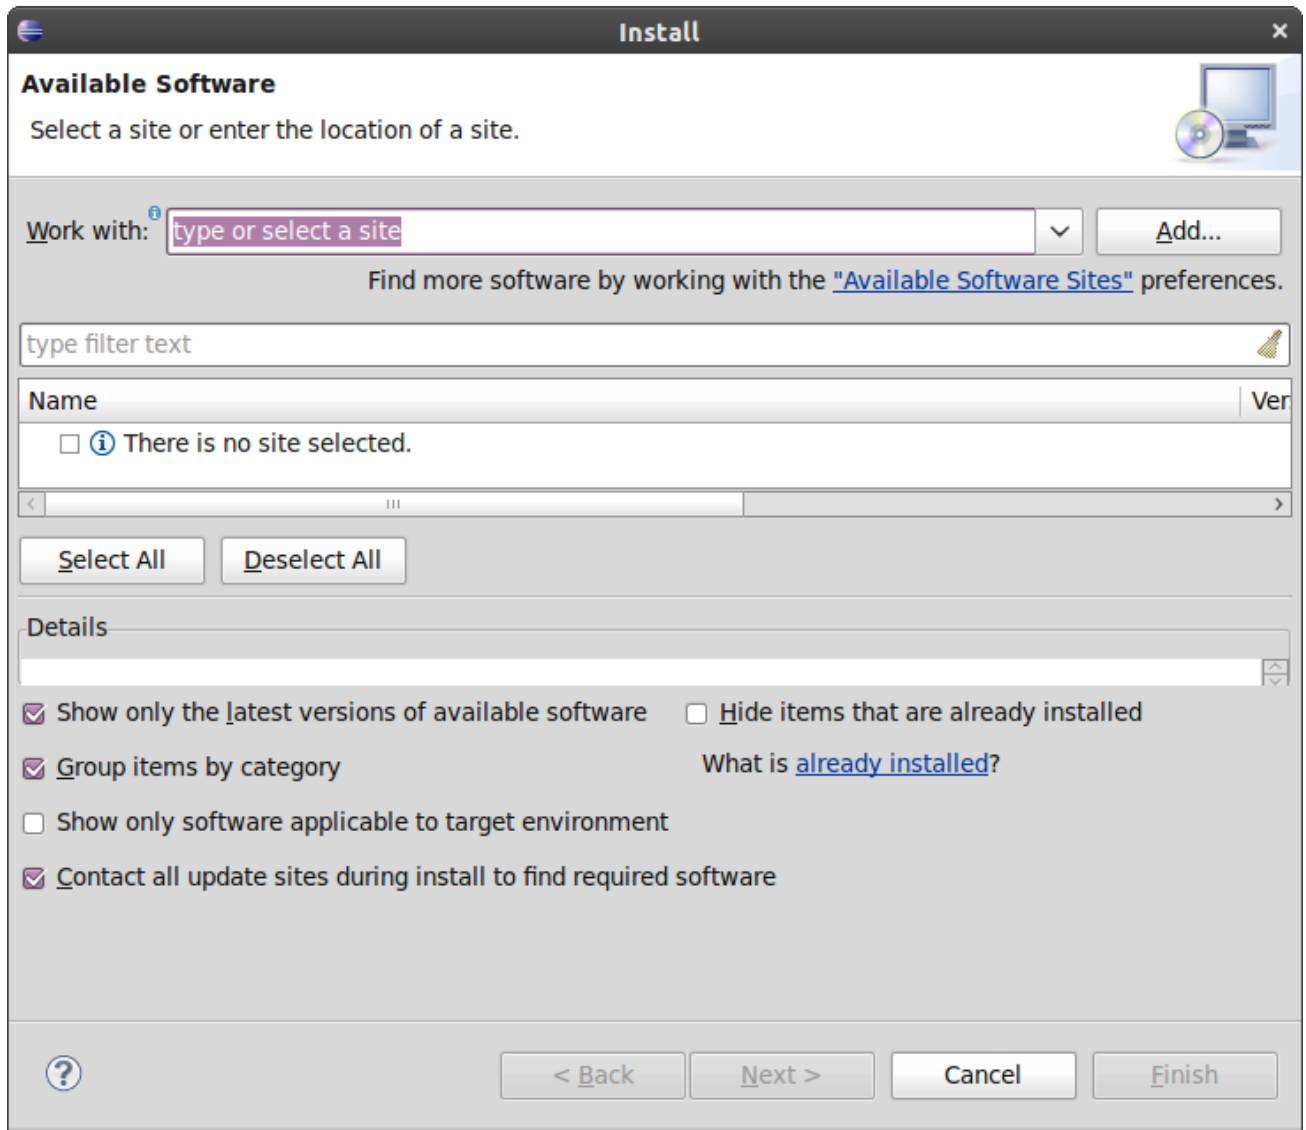 Install
Available Software
Select a site or enter the location of a site.
Work with: type or select a site Add...
Find more software by working with the "Available Software Sites" preferences.
type filter text
Name Ver
There is no site selected.
Select All Deselect All
Details
Show only the latest versions of available software Hide items that are already installed
Group items by category What is already installed?
Show only software applicable to target environment
Contact all update sites during install to find required software
< Back Next > Cancel Finish